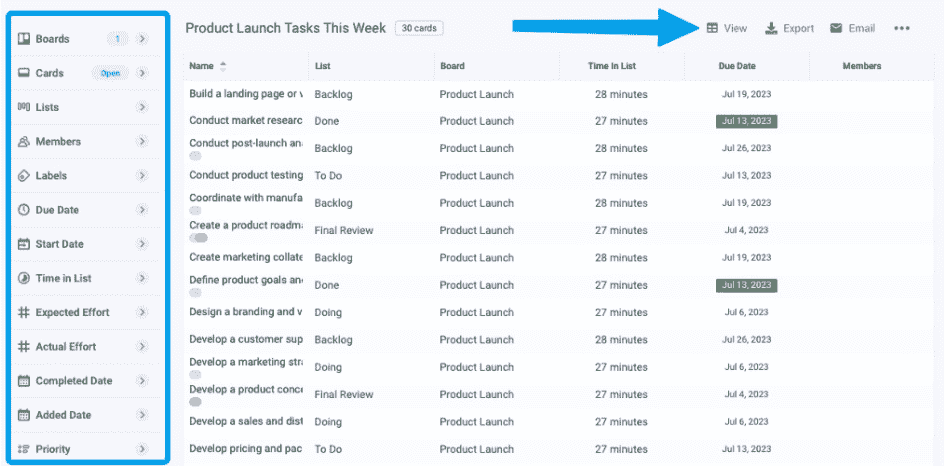 Boards 1
Cards Open
Lists
Members
Labels
Due Date
Start Date
Time in List
Expected Effort
Actual Effort
Completed Date
Added Date
Priority
Product Launch Tasks This Week 30 cards View Export Email
Name List Board Time In List Due Date Members
Build a landing page or v Backlog Product Launch 28 minutes Jul 19, 2023
Conduct market researc Done Product Launch 27 minutes Jul 13, 2023
Conduct post-launch an Backlog Product Launch 28 minutes Jul 26, 2023
Conduct product testing To Do Product Launch 27 minutes Jul 13, 2023
Coordinate with manufa Backlog Product Launch 28 minutes Jul 19, 2023
Create a product roadm Final Review Product Launch 27 minutes Jul 4, 2023
Create marketing collate Backlog Product Launch 28 minutes Jul 19, 2023
Define product goals an Done Product Launch 27 minutes Jul 13, 2023
Design a branding and v Doing Product Launch 27 minutes Jul 6, 2023
Develop a customer sup Backlog Product Launch 28 minutes Jul 26, 2023
Develop a marketing stra Doing Product Launch 27 minutes Jul 6, 2023
Develop a product conce Final Review Product Launch 27 minutes Jul 4, 2023
Develop a sales and dist Doing Product Launch 27 minutes Jul 6, 2023
Develop pricing and pac To Do Product Launch 27 minutes Jul 13, 2023